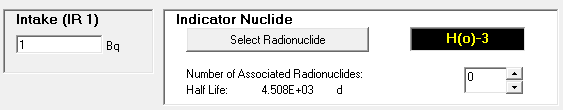 Intake (IR 1)
1 Bq
Indicator Nuclide
Select Radionuclide H(o)-3
Number of Associated Radionuclides: 0
Half Life: 4.508E+03 d